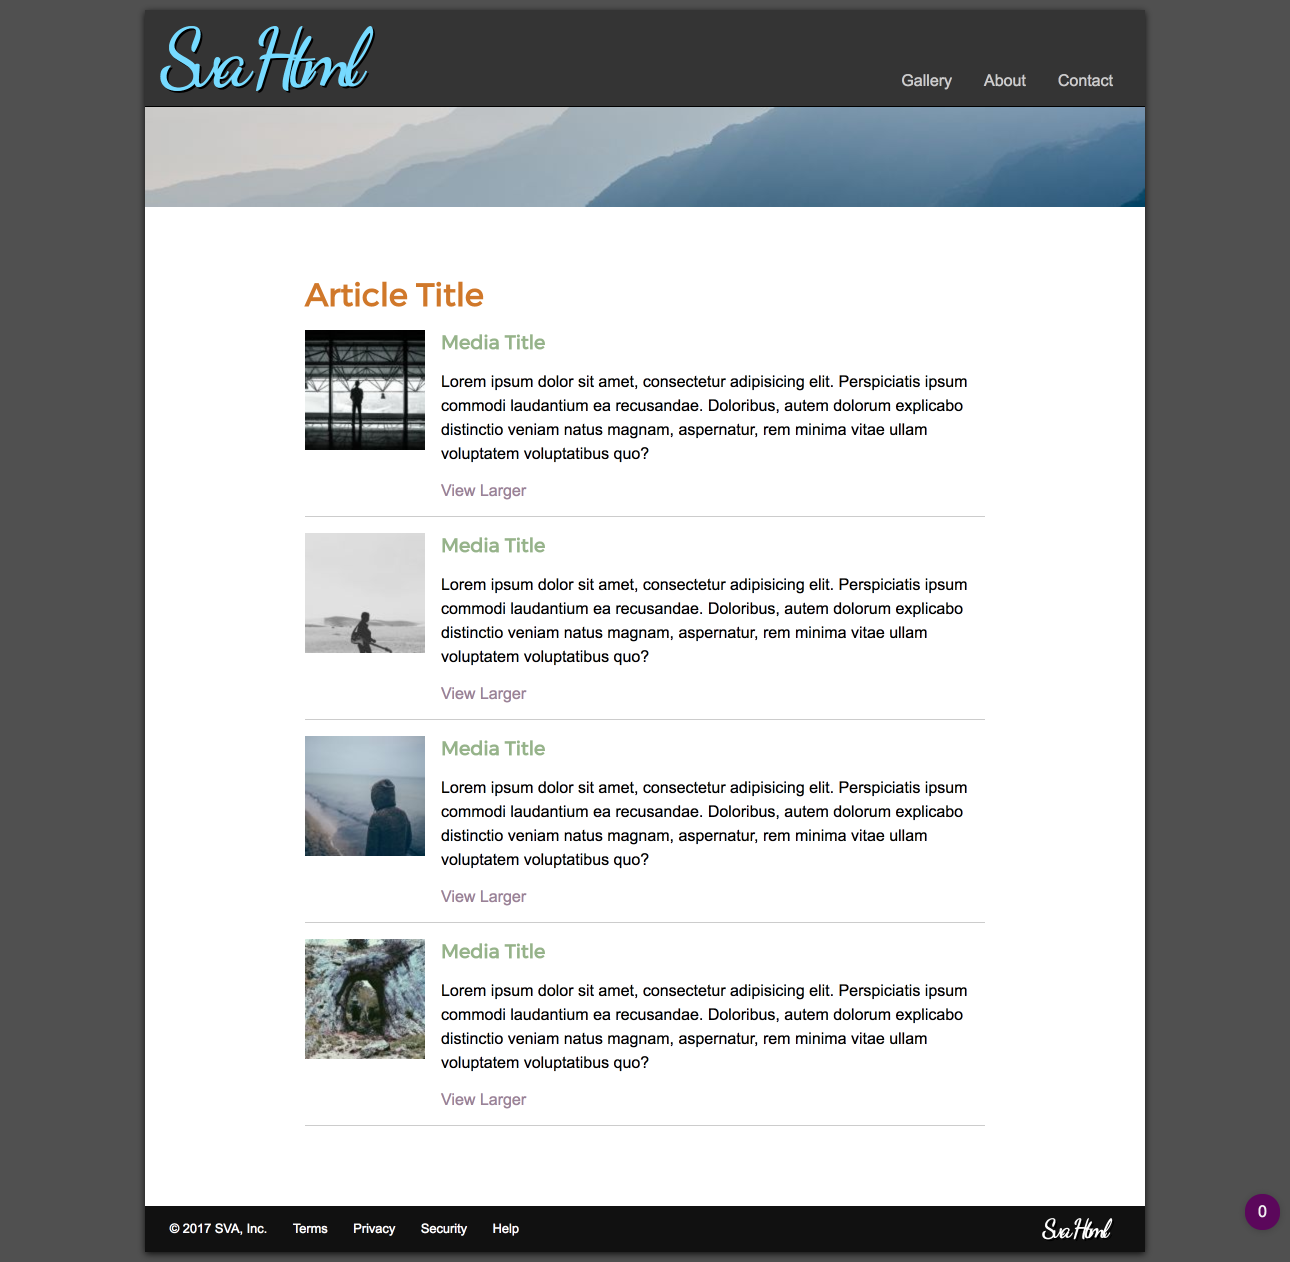 Sva Html
Gallery About Contact
Article Title
Media Title
Lorem ipsum dolor sit amet, consectetur adipisicing elit. Perspiciatis ipsum
commodi laudantium ea recusandae. Doloribus, autem dolorum explicabo
distinctio veniam natus magnam, aspernatur, rem minima vitae ullam
voluptatem voluptatibus quo?
View Larger
Media Title
Lorem ipsum dolor sit amet, consectetur adipisicing elit. Perspiciatis ipsum
commodi laudantium ea recusandae. Doloribus, autem dolorum explicabo
distinctio veniam natus magnam, aspernatur, rem minima vitae ullam
voluptatem voluptatibus quo?
View Larger
Media Title
Lorem ipsum dolor sit amet, consectetur adipisicing elit. Perspiciatis ipsum
commodi laudantium ea recusandae. Doloribus, autem dolorum explicabo
distinctio veniam natus magnam, aspernatur, rem minima vitae ullam
voluptatem voluptatibus quo?
View Larger
Media Title
Lorem ipsum dolor sit amet, consectetur adipisicing elit. Perspiciatis ipsum
commodi laudantium ea recusandae. Doloribus, autem dolorum explicabo
distinctio veniam natus magnam, aspernatur, rem minima vitae ullam
voluptatem voluptatibus quo?
View Larger
0
© 2017 SVA, Inc. Terms Privacy Security Help Sva Html